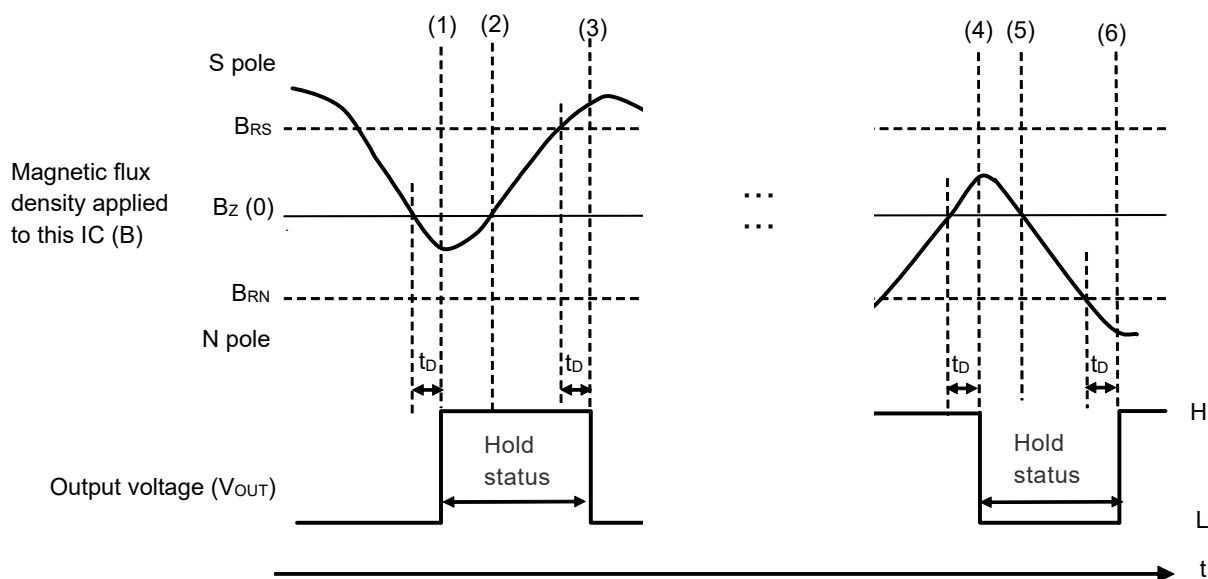 (1)
(2)
(3)
(4)
(5)
(6)
S pole
BRS
Magnetic flux
density applied
to this IC (B)
BZ (0)
...
...
BRN
N pole
tD
tD
tD
tD
H
Hold
status
Hold
status
Output voltage (VOUT)
L
t